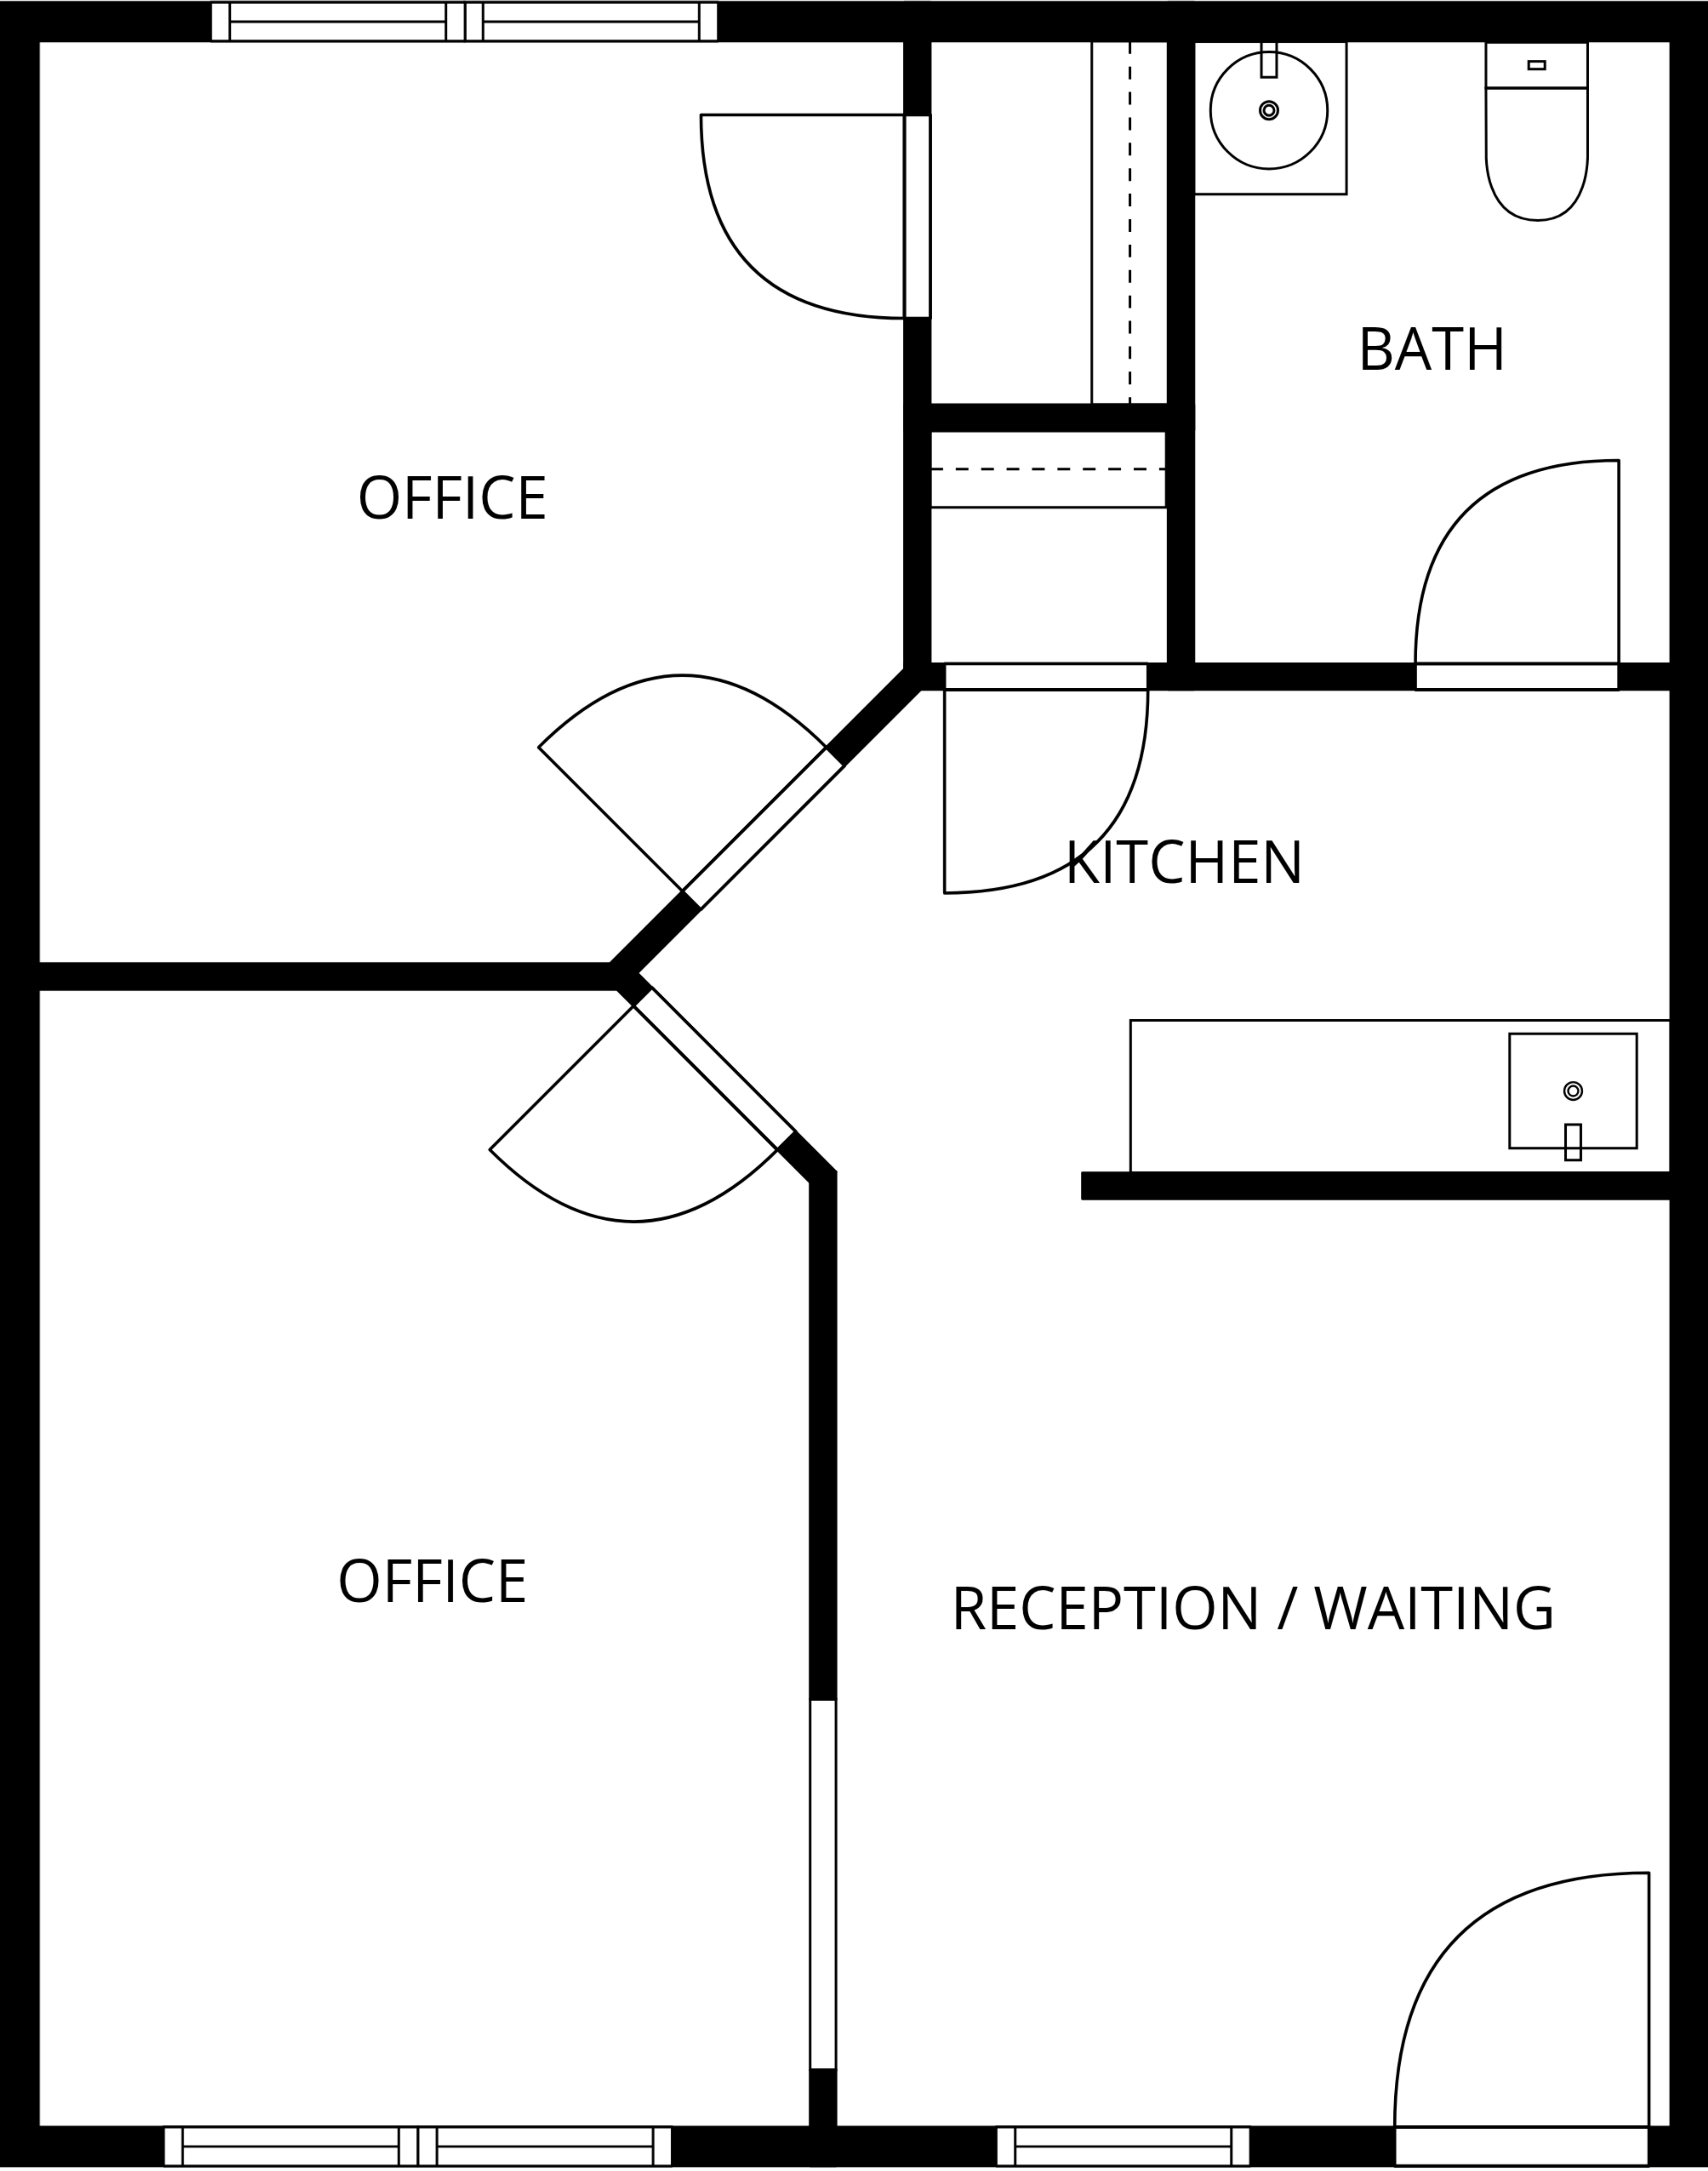 BATH
OFFICE
KITCHEN
OFFICE
RECEPTION / WAITING